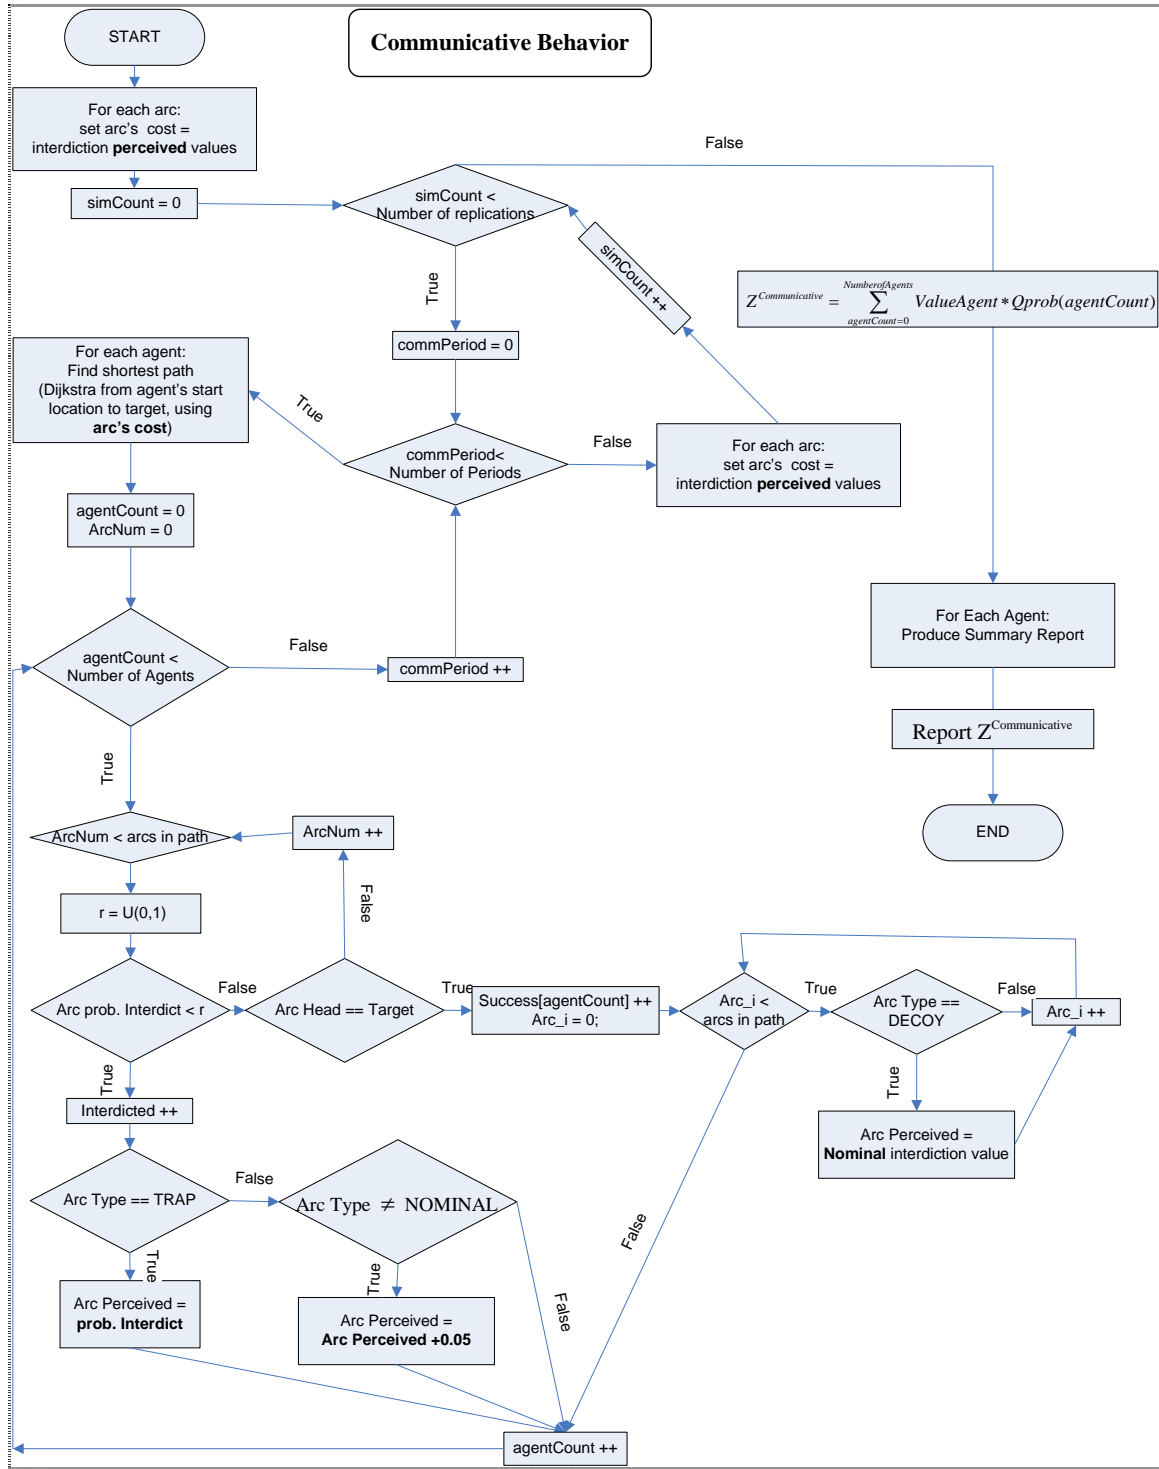 START
Communicative Behavior
For each arc:
set arc's  cost =
interdiction perceived values
False
simCount = 0
simCount <
Number of replications
simCount ++
True
Z^Communicative = ∑ ValueAgent * Qprob(agentCount)
NumberofAgents
agentCount=0
commPeriod = 0
For each agent:
Find shortest path
(Dijkstra from agent's start
location to target, using
arc's cost)
True
commPeriod<
Number of Periods
False
For each arc:
set arc's  cost =
interdiction perceived values
agentCount = 0
ArcNum = 0
For Each Agent:
Produce Summary Report
agentCount <
Number of Agents
False
commPeriod ++
Report Z^Communicative
True
ArcNum < arcs in path
ArcNum ++
END
False
r = U(0,1)
Arc prob. Interdict < r
False
Arc Head == Target
True
Success[agentCount] ++
Arc_i = 0;
Arc_i <
arcs in path
True
Arc Type ==
DECOY
False
Arc_i ++
True
True
Interdicted ++
Arc Perceived =
Nominal interdiction value
Arc Type == TRAP
False
Arc Type ≠ NOMINAL
False
True
True
False
Arc Perceived =
prob. Interdict
Arc Perceived =
Arc Perceived +0.05
agentCount ++